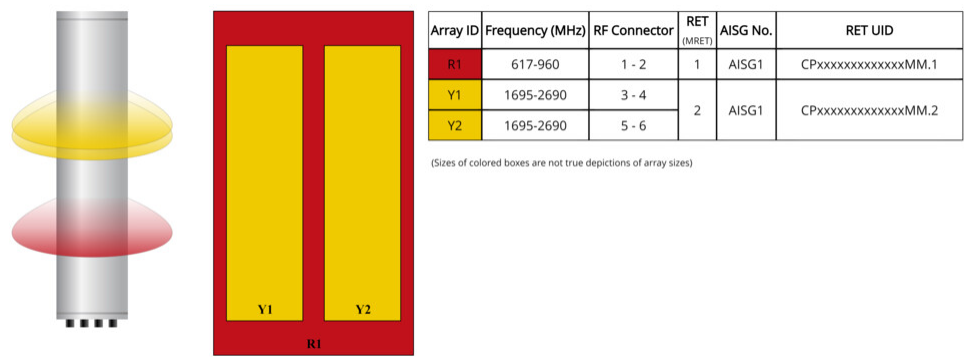 Array ID Frequency (MHz) RF Connector RET (MRET) AISG No. RET UID
R1 617-960 1 - 2 1 AISG1 CPxxxxxxxxxxxxxMM.1
Y1 1695-2690 3 - 4 2 AISG1 CPxxxxxxxxxxxxxMM.2
Y2 1695-2690 5 - 6
(Sizes of colored boxes are not true depictions of array sizes)
Y1 Y2
R1